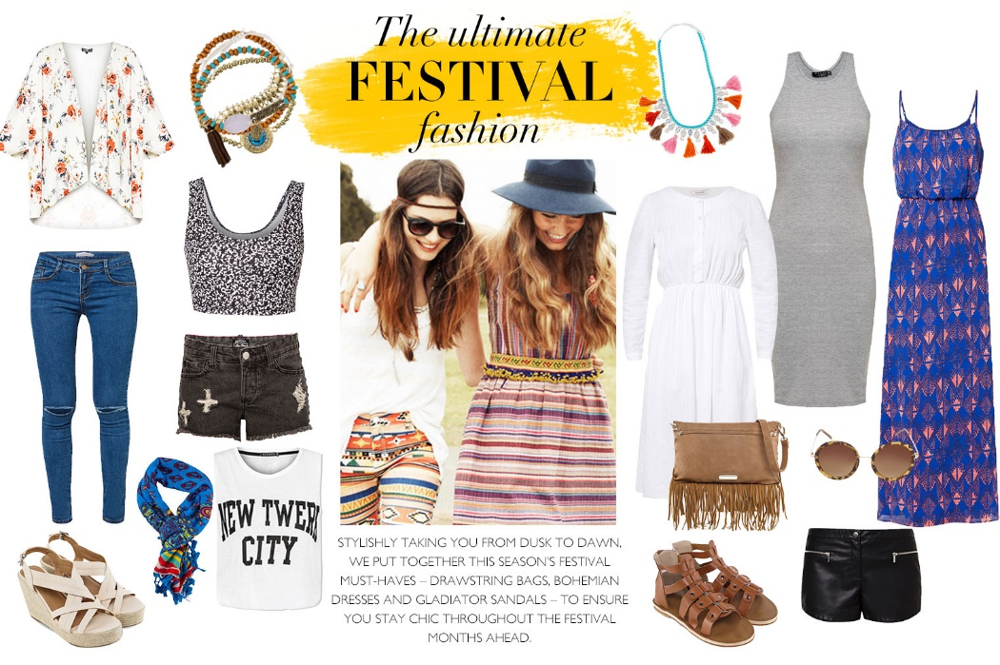 The ultimate
FESTIVAL
fashion
NEW TWERK
CITY
STYLISHLY TAKING YOU FROM DUSK TO DAWN,
WE PUT TOGETHER THIS SEASON'S FESTIVAL
MUST-HAVES – DRAWSTRING BAGS, BOHEMIAN
DRESSES AND GLADIATOR SANDALS – TO ENSURE
YOU STAY CHIC THROUGHOUT THE FESTIVAL
MONTHS AHEAD.